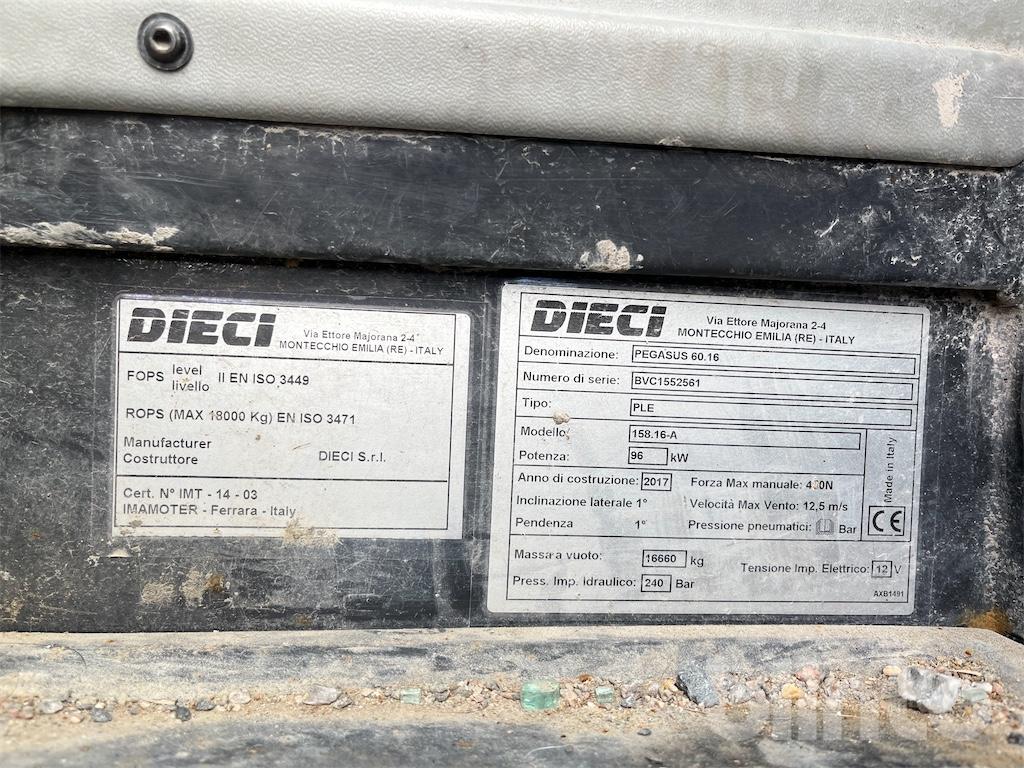 DIECI
Via Ettore Majorana 2-4
MONTECCHIO EMILIA (RE) - ITALY
FOPS level livello II EN ISO 3449
ROPS (MAX 18000 Kg) EN ISO 3471
Manufacturer
Costruttore DIECI S.r.l.
Cert. N° IMT - 14 - 03
IMAMOTER - Ferrara - Italy
DIECI
Via Ettore Majorana 2-4
MONTECCHIO EMILIA (RE) - ITALY
Denominazione: PEGASUS 60.16
Numero di serie: BVC1552561
Tipo: PLE
Modello: 158.16-A
Potenza: 96 kW
Anno di costruzione: 2017 Forza Max manuale: N
Inclinazione laterale 1° Velocità Max Vento: 12,5 m/s
Pendenza 1° Pressione pneumatici: Bar
Made in Italy
CE
Massa a vuoto: 16660 kg
Tensione Imp. Elettrico: 12 V
Press. Imp. idraulico: 240 Bar
AXB1491